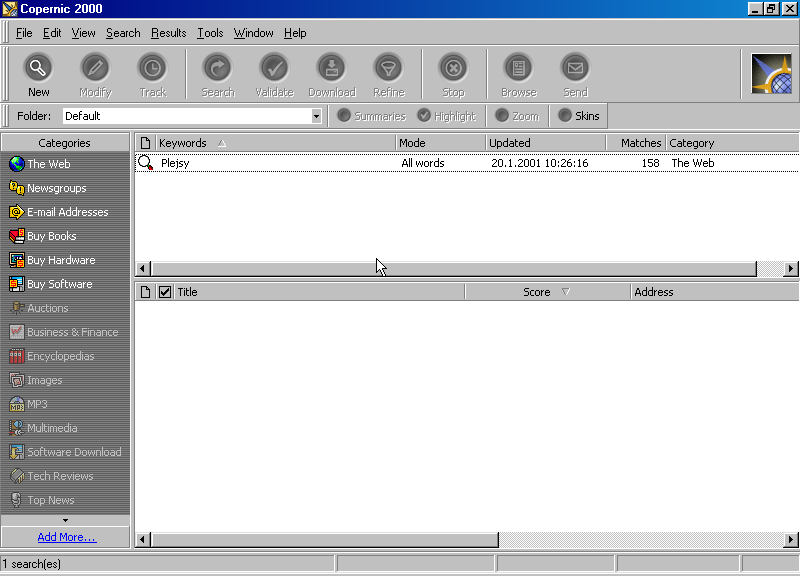 Copernic 2000
File Edit View Search Results Tools Window Help
New Modify Track Search Validate Download Refine Stop Browse Send
Folder: Default Summaries Highlight Zoom Skins
Categories
The Web
Newsgroups
E-mail Addresses
Buy Books
Buy Hardware
Buy Software
Auctions
Business & Finance
Encyclopedias
Images
MP3
Multimedia
Software Download
Tech Reviews
Top News
Add More...
Keywords Mode Updated Matches Category
Plejsy All words 20.1.2001 10:26:16 158 The Web
Title Score Address
1 search(es)